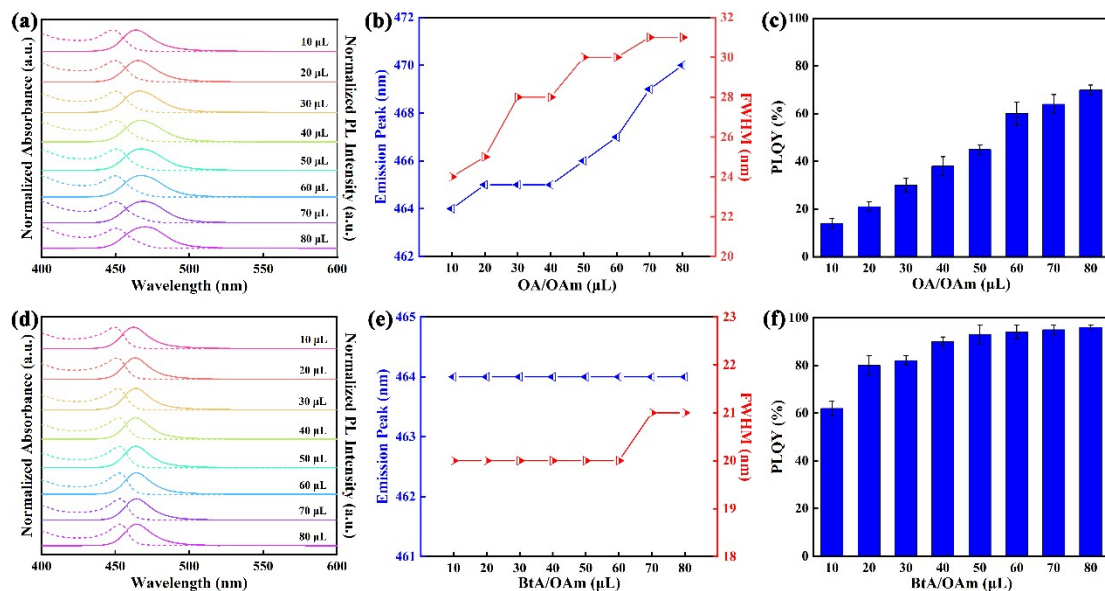 (a)
Normalized Absorbance (a.u.)
Normalized PL Intensity (a.u.)
10 μL
20 μL
30 μL
40 μL
50 μL
60 μL
70 μL
80 μL
400 450 500 550 600
Wavelength (nm)
(b)
Emission Peak (nm)
472
470
468
466
464
462
FWHM (nm)
32
30
28
26
24
22
20
10 20 30 40 50 60 70 80
OA/OAm (μL)
(c)
PLQY (%)
100
80
60
40
20
0
10 20 30 40 50 60 70 80
OA/OAm (μL)
(d)
Normalized Absorbance (a.u.)
Normalized PL Intensity (a.u.)
10 μL
20 μL
30 μL
40 μL
50 μL
60 μL
70 μL
80 μL
400 450 500 550 600
Wavelength (nm)
(e)
Emission Peak (nm)
465
464
463
462
461
FWHM (nm)
23
22
21
20
19
18
10 20 30 40 50 60 70 80
BtA/OAm (μL)
(f)
PLQY (%)
100
80
60
40
20
0
10 20 30 40 50 60 70 80
BtA/OAm (μL)